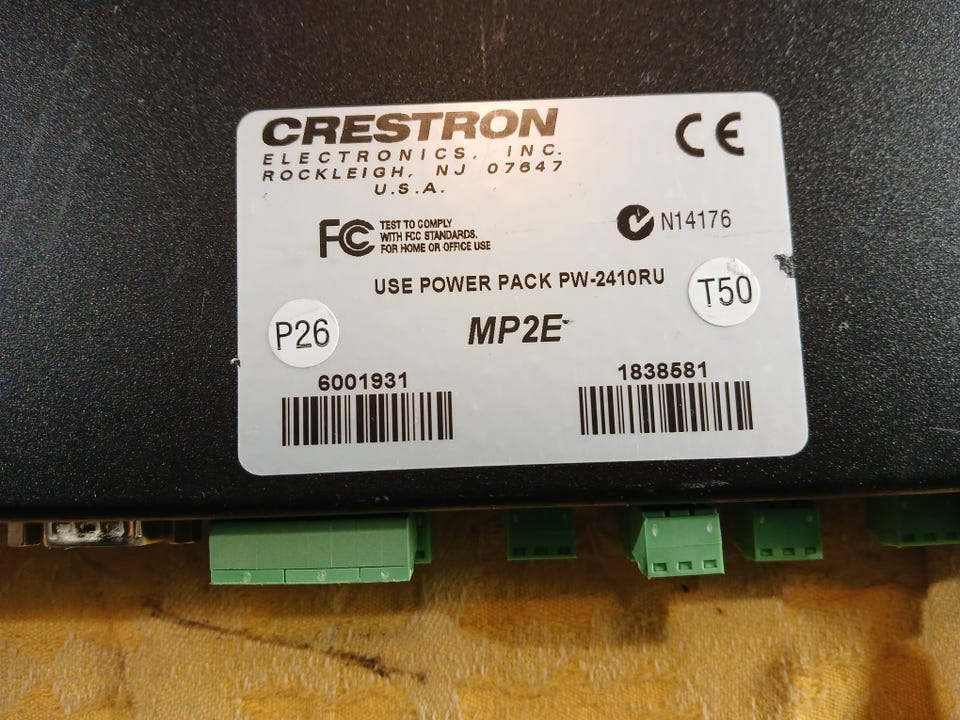 CRESTRON
ELECTRONICS, INC.
ROCKLEIGH, NJ 07647
U.S.A.
CE
FC TEST TO COMPLY
WITH FCC STANDARDS.
FOR HOME OR OFFICE USE
N14176
USE POWER PACK PW-2410RU
T50
P26
MP2E
6001931
1838581